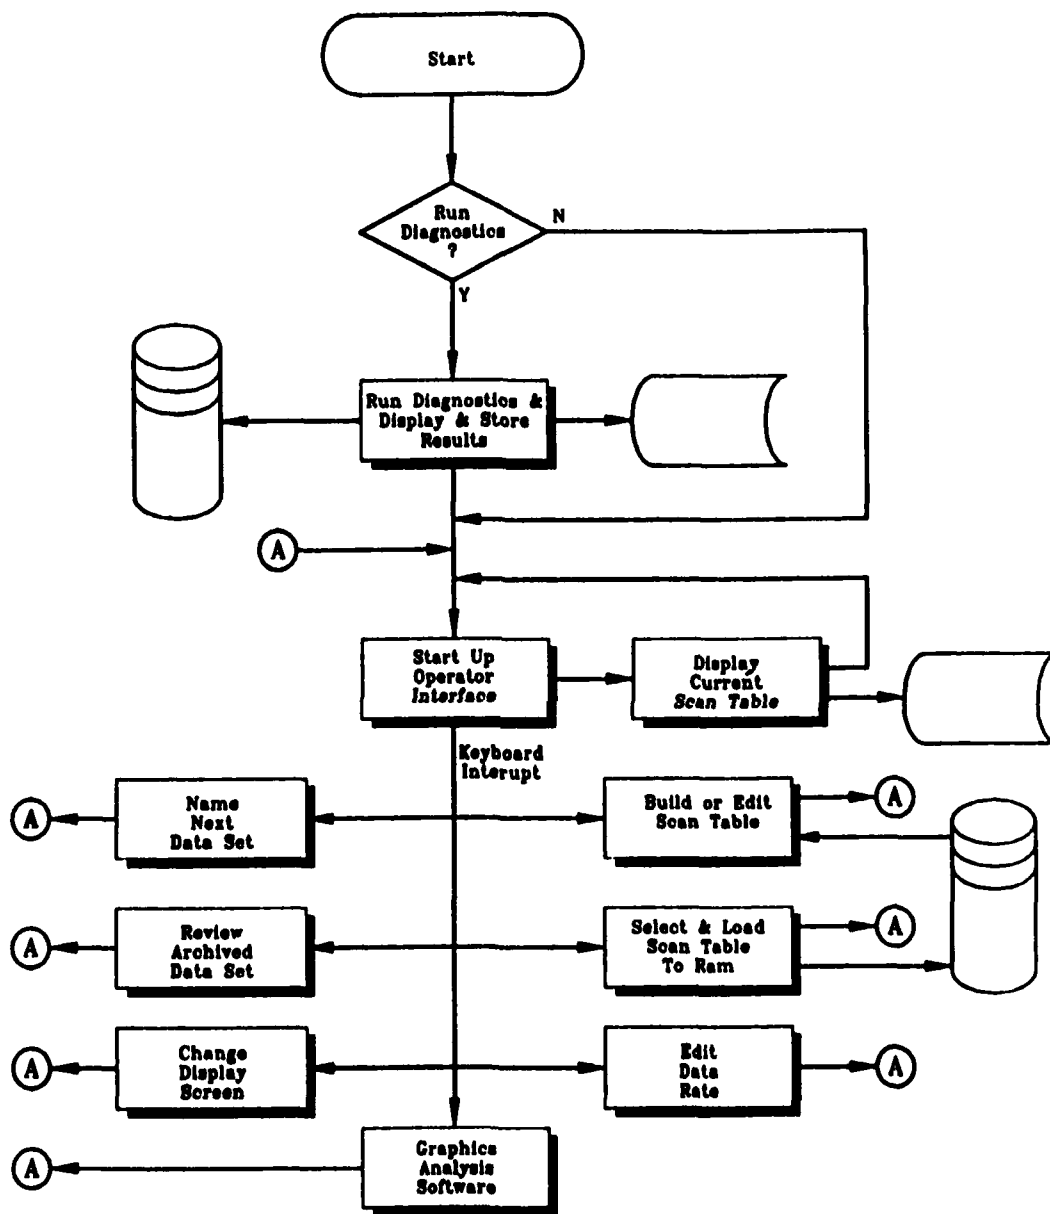 Start
Run
Diagnostics
?
N
Y
Run Diagnostics &
Display & Store
Results
A
Start Up
Operator
Interface
Display
Current
Scan Table
Keyboard
Interupt
A
Name
Next
Data Set
Build or Edit
Scan Table
A
A
Review
Archived
Data Set
Select & Load
Scan Table
To Ram
A
A
Change
Display
Screen
Edit
Data
Rate
A
A
Graphics
Analysis
Software